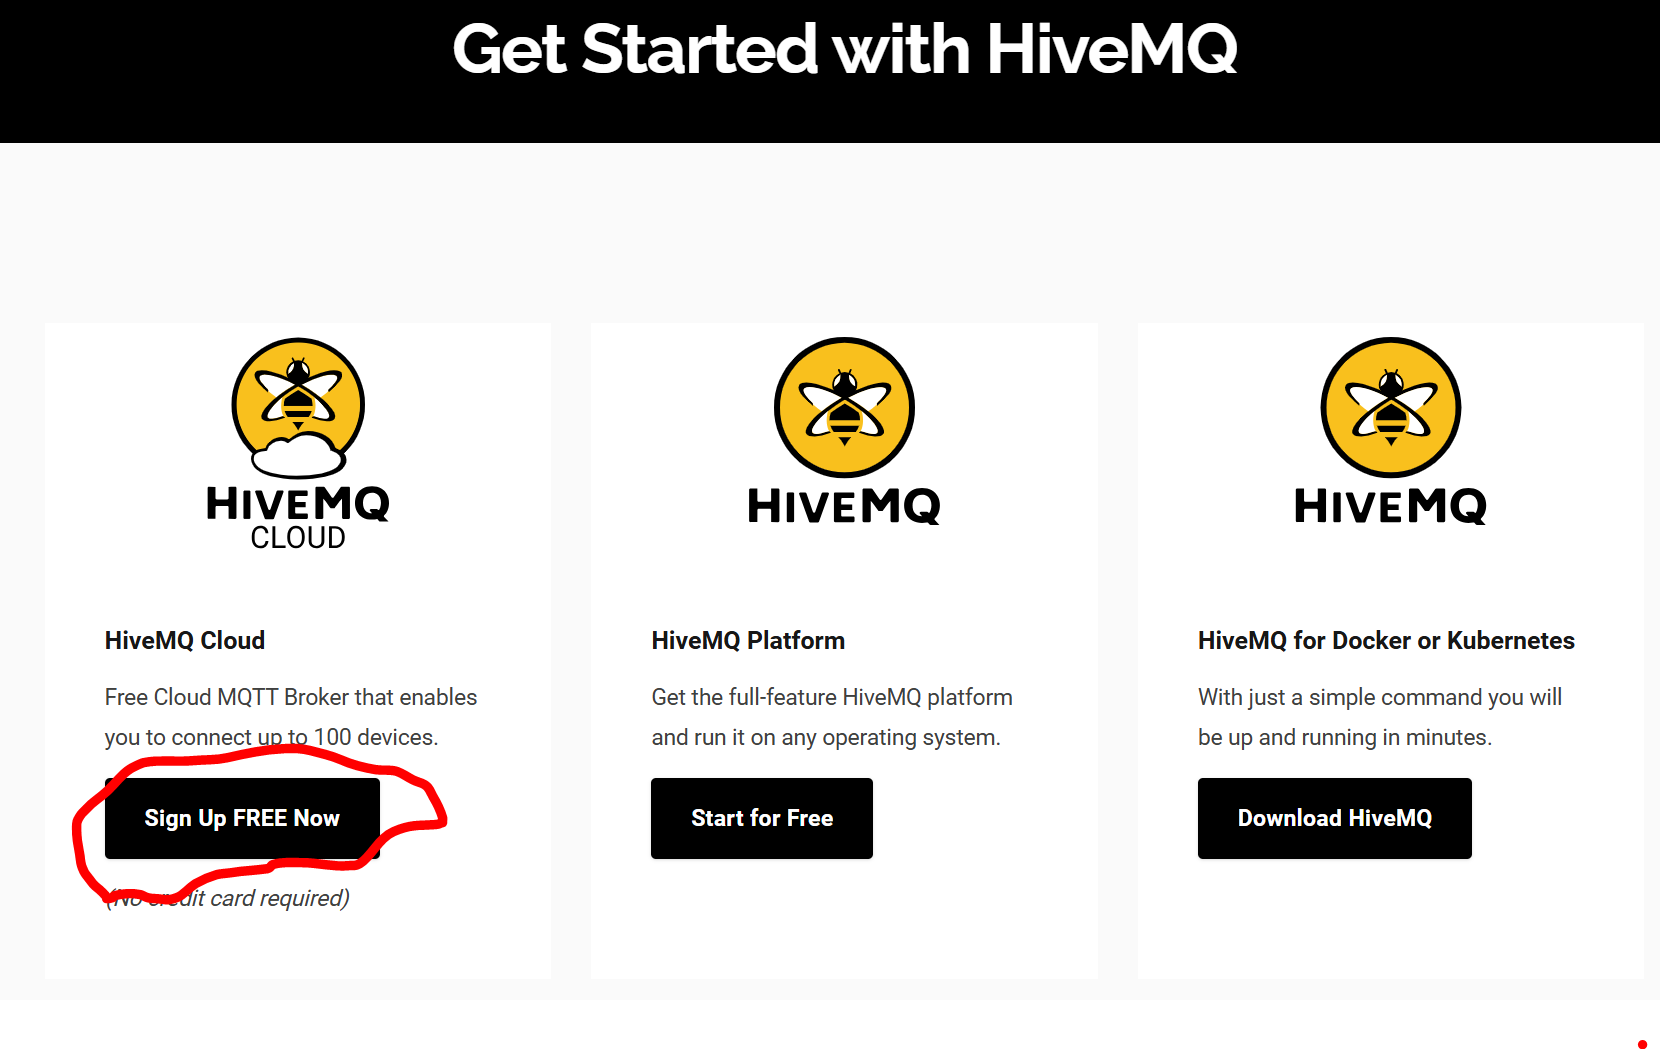 Get Started with HiveMQ
HIVEMQ
CLOUD
HiveMQ Cloud
Free Cloud MQTT Broker that enables
you to connect up to 100 devices.
Sign Up FREE Now
(No credit card required)
HIVEMQ
HiveMQ Platform
Get the full-feature HiveMQ platform
and run it on any operating system.
Start for Free
HIVEMQ
HiveMQ for Docker or Kubernetes
With just a simple command you will
be up and running in minutes.
Download HiveMQ